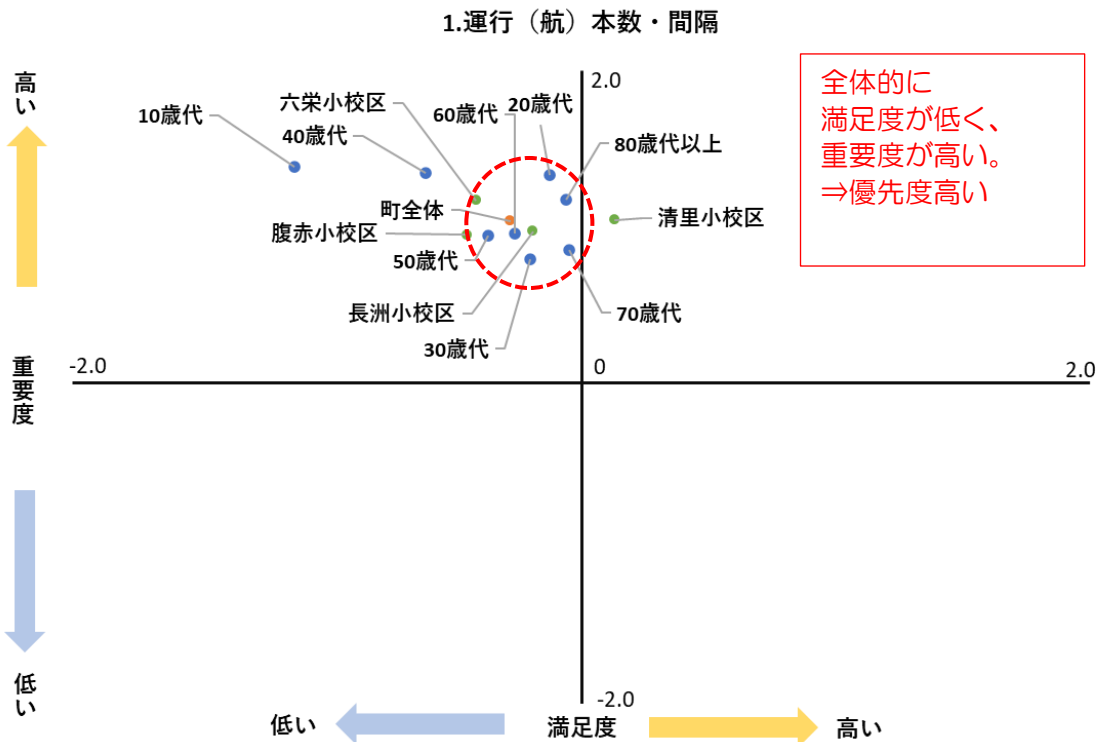 1.運行（航）本数・間隔
高い
重要度
低い
2.0
10歳代
六栄小校区
40歳代
60歳代
20歳代
80歳代以上
町全体
腹赤小校区
50歳代
清里小校区
長洲小校区
30歳代
70歳代
-2.0
0
2.0
-2.0
低い
満足度
高い
全体的に
満足度が低く、
重要度が高い。
⇒優先度高い